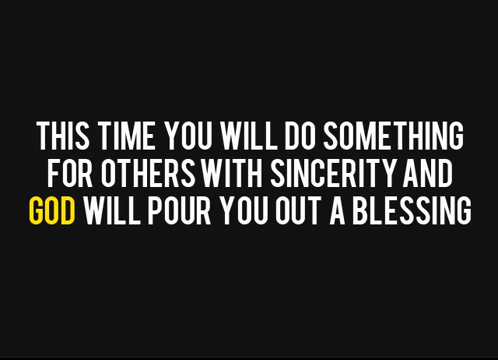 THIS TIME YOU WILL DO SOMETHING
FOR OTHERS WITH SINCERITY AND
GOD WILL POUR YOU OUT A BLESSING